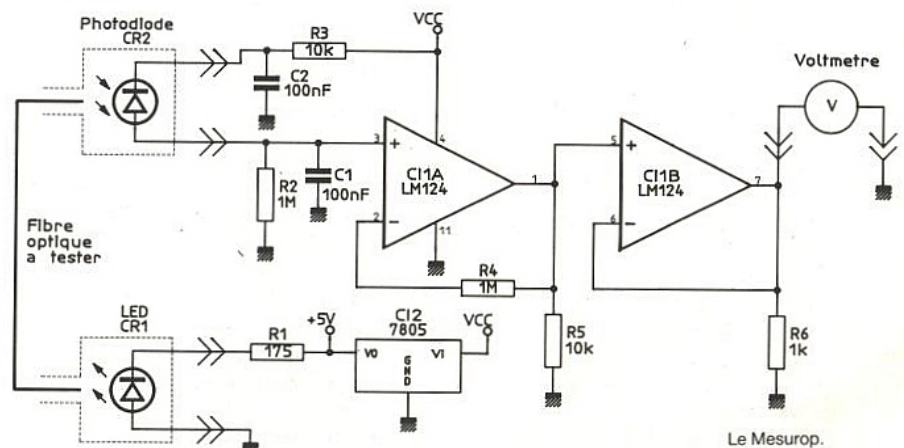 Photodiode
CR2
R3
10k
VCC
C2
100nF
Voltmetre
V
3
+
4
CI1A
LM124
1
R2
1M
C1
100nF
2
–
11
5
+
CI1B
LM124
7
6
–
Fibre
optique
a tester
R4
1M
LED
CR1
R1
175
+5V
CI2
7805
VO
VI
GND
VCC
R5
10k
R6
1k
Le Mesurop.